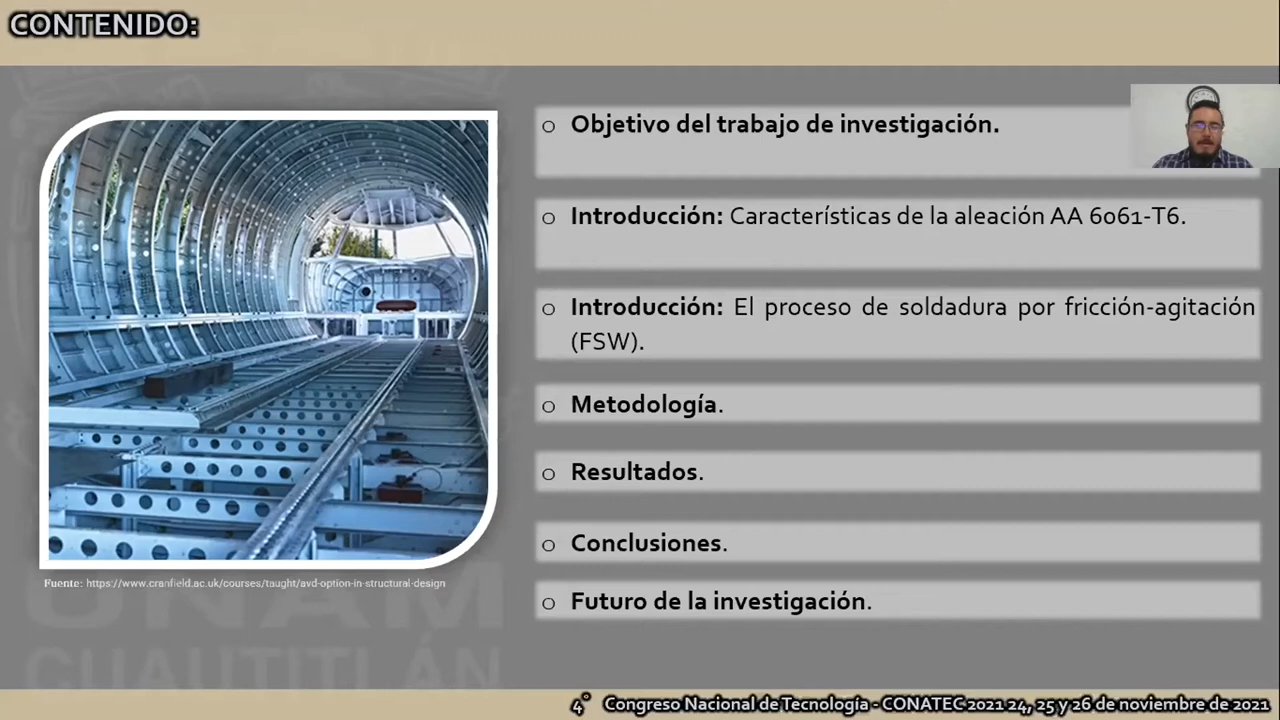 CONTENIDO:
o Objetivo del trabajo de investigación.
o Introducción: Características de la aleación AA 6061-T6.
o Introducción: El proceso de soldadura por fricción-agitación
(FSW).
o Metodología.
o Resultados.
o Conclusiones.
o Futuro de la investigación.
Fuente: https://www.cranfield.ac.uk/courses/taught/avd-option-in-structural-design
UNAM
CUAUTITLÁN
4° Congreso Nacional de Tecnología - CONATEC 2021 24, 25 y 26 de noviembre de 2021